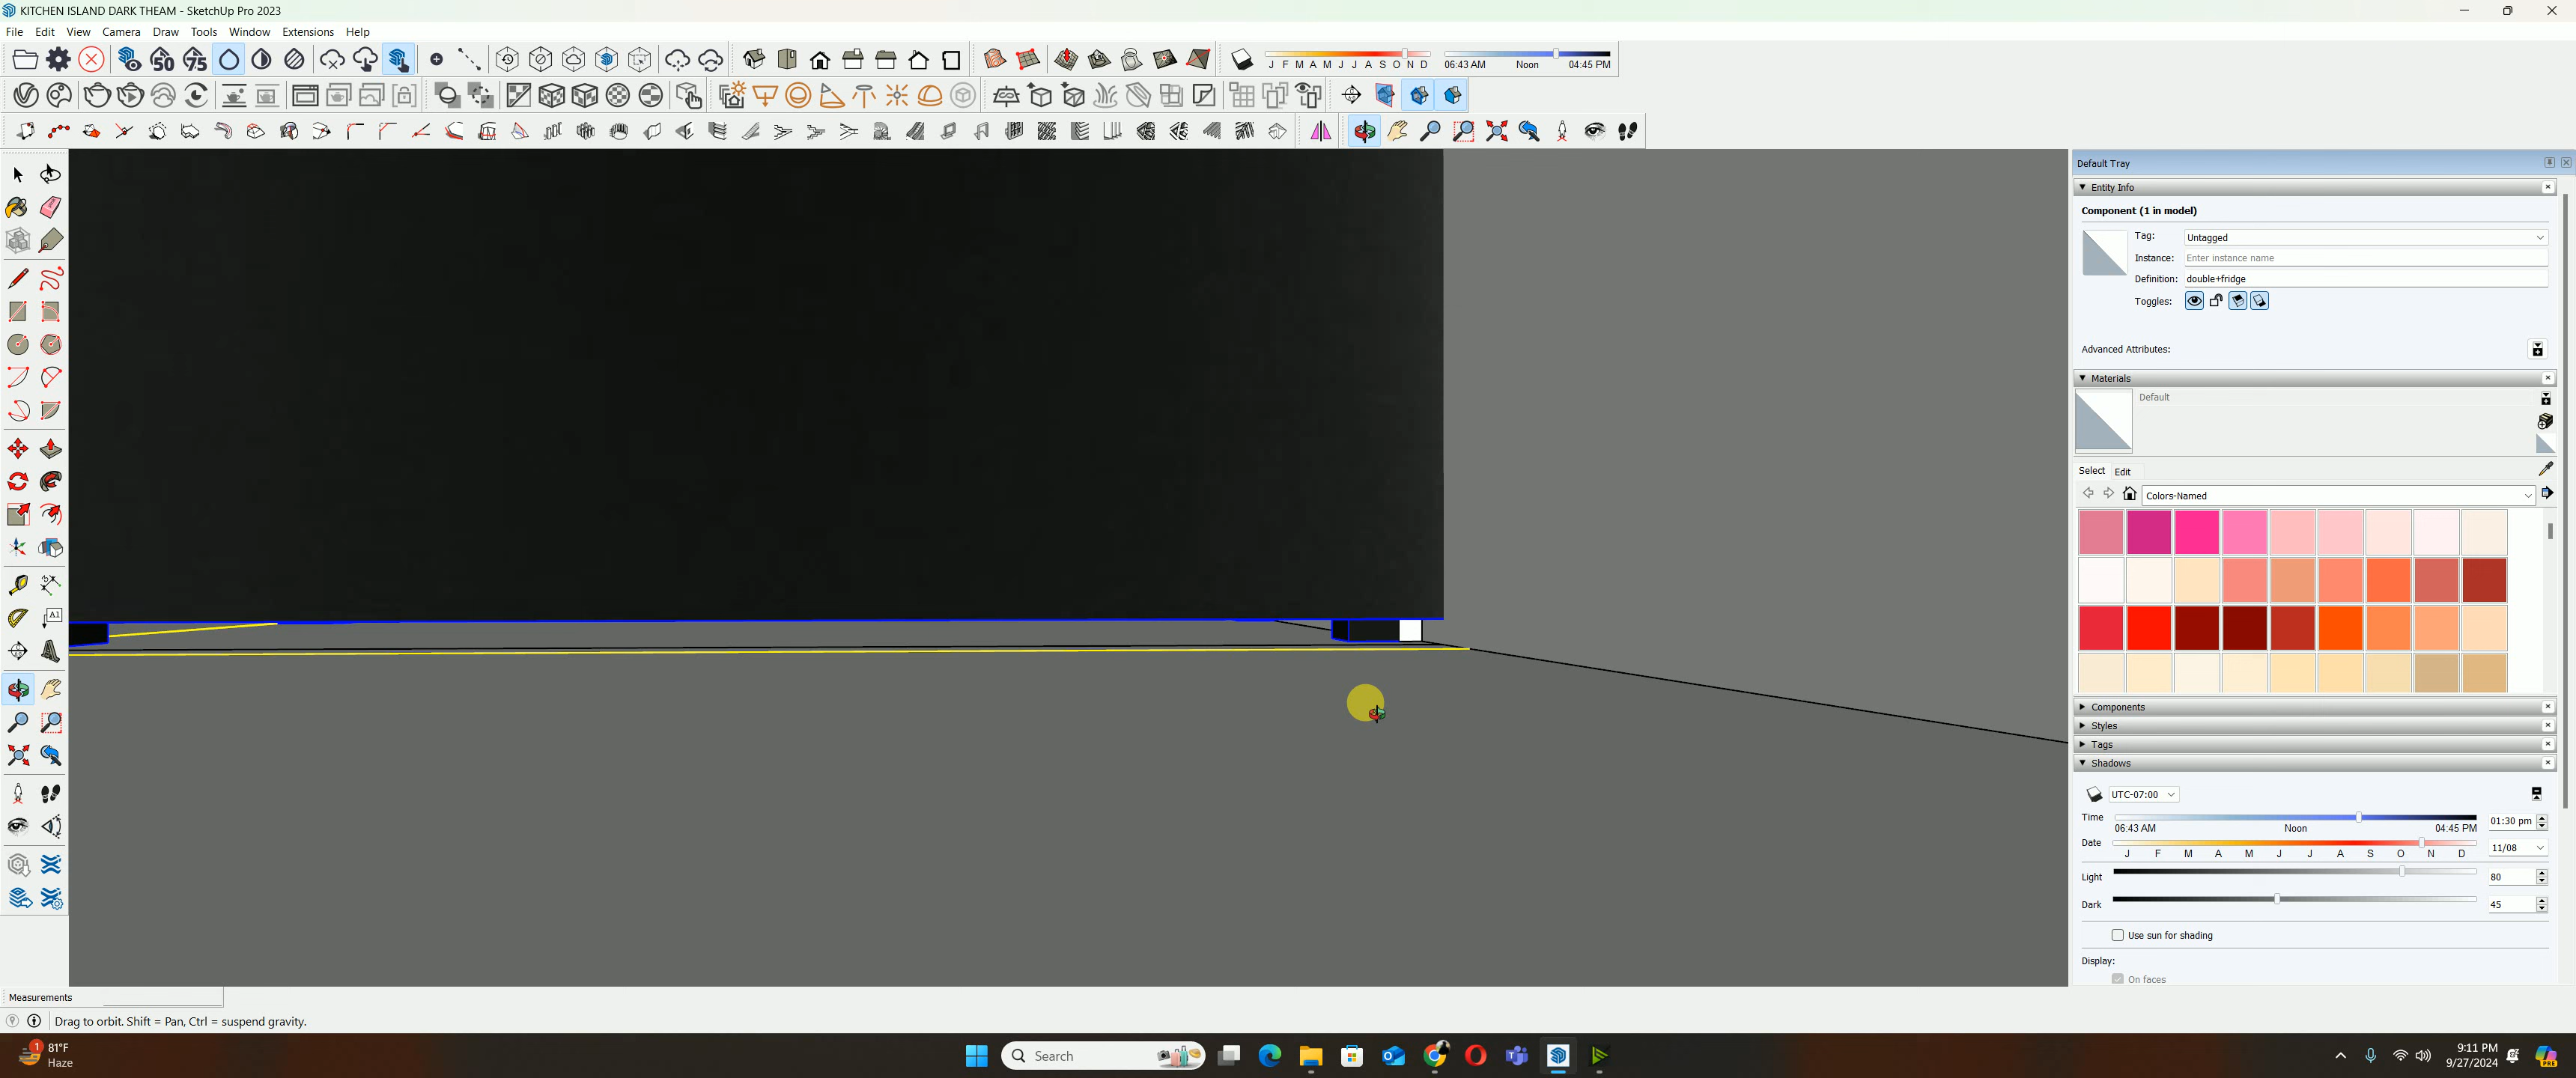 KITCHEN ISLAND DARK THEAM - SketchUp Pro 2023
File Edit View Camera Draw Tools Window Extensions Help
50 75
J F M A M J J A S O N D 06:43 AM Noon 04:45 PM
Default Tray
Entity Info
Component (1 in model)
Tag: Untagged
Instance: Enter instance name
Definition: double+fridge
Toggles:
Advanced Attributes:
Materials
Default
Select Edit
Colors-Named
Components
Styles
Tags
Shadows
UTC-07:00
Time 06:43 AM Noon 04:45 PM 01:30 pm
Date J F M A M J J A S O N D 11/08
Light 80
Dark 45
Use sun for shading
Display:
On faces
Measurements
Drag to orbit. Shift = Pan, Ctrl = suspend gravity.
1 81°F
Haze
Search
9:11 PM
9/27/2024